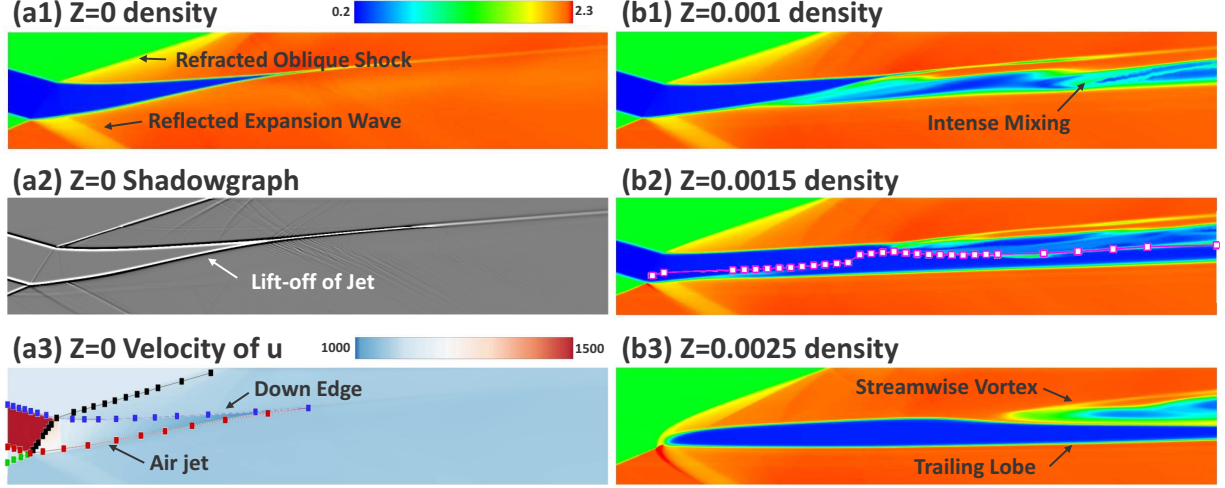 (a1) Z=0 density
0.2
2.3
Refracted Oblique Shock
Reflected Expansion Wave
(a2) Z=0 Shadowgraph
Lift-off of Jet
(a3) Z=0 Velocity of u
1000
1500
Down Edge
Air jet
(b1) Z=0.001 density
Intense Mixing
(b2) Z=0.0015 density
(b3) Z=0.0025 density
Streamwise Vortex
Trailing Lobe